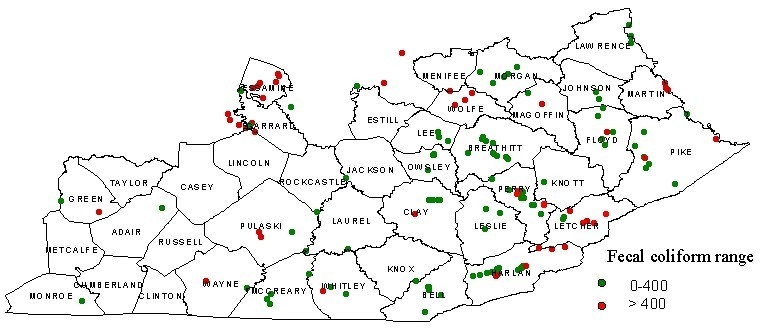 LAWRENCE
MENIFEE
MORGAN
JESSAMINE
JOHNSON
MARTIN
WOLFE
MAGOFFIN
ESTILL
GARRARD
LEE
FLOYD
BREATHITT
PIKE
LINCOLN
OWSLEY
JACKSON
ROCKCASTLE
KNOTT
TAYLOR
CASEY
PERRY
GREEN
CLAY
LAUREL
LESLIE
LETCHER
PULASKI
ADAIR
RUSSELL
METCALFE
KNOX
HARLAN
Fecal coliform range
CUMBERLAND
WAYNE
WHITLEY
0-400
MONROE
CLINTON
MCCREARY
BELL
> 400